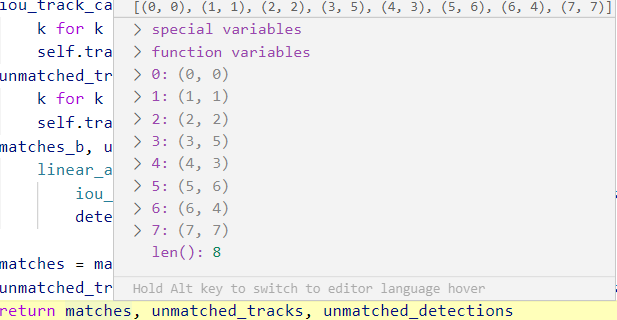 iou_track_ca
[(0, 0), (1, 1), (2, 2), (3, 5), (4, 3), (5, 6), (6, 4), (7, 7)]
k for k
> special variables
self.tra
> function variables
unmatched_tr
> 0: (0, 0)
k for k
> 1: (1, 1)
self.tra
> 2: (2, 2)
matches_b, u
> 3: (3, 5)
linear_a
> 4: (4, 3)
iou_
> 5: (5, 6)
dete
> 6: (6, 4)
> 7: (7, 7)
len(): 8
matches = ma
unmatched_tr
Hold Alt key to switch to editor language hover
return matches, unmatched_tracks, unmatched_detections